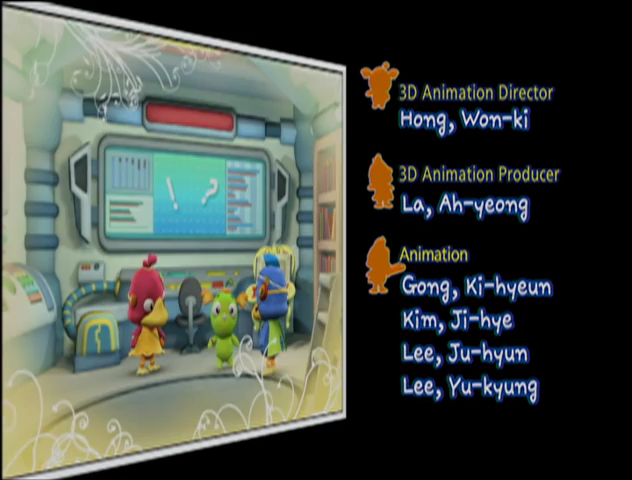 ! ?
3D Animation Director
Hong, Won-ki
3D Animation Producer
La, Ah-yeong
Animation
Gong, Ki-hyeun
Kim, Ji-hye
Lee, Ju-hyun
Lee, Yu-kyung